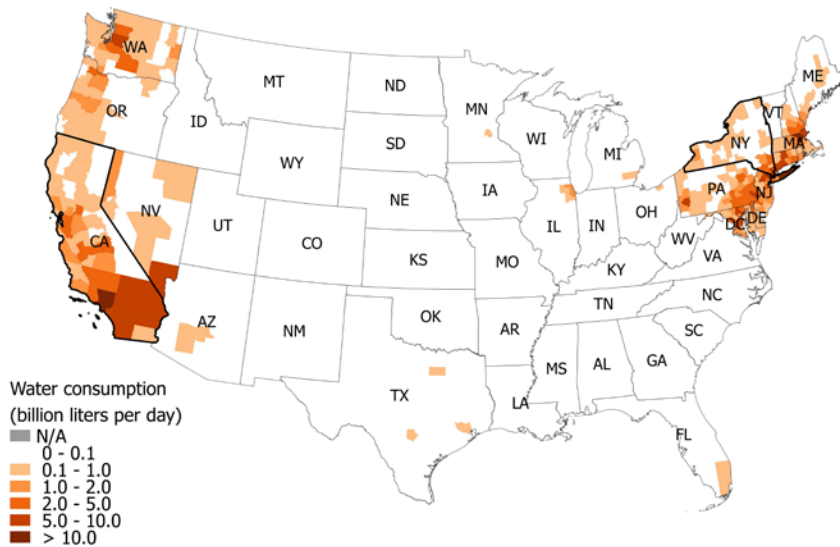 WA
MT
ND
MN
ME
OR
ID
SD
WI
MI
VT
NY
MA
WY
IA
PA
NJ
NE
NV
UT
CO
IL
IN
OH
DC
DE
CA
KS
MO
WV
VA
KY
AZ
NM
OK
AR
TN
NC
SC
MS
AL
GA
TX
LA
FL
Water consumption
(billion liters per day)
N/A
0 - 0.1
0.1 - 1.0
1.0 - 2.0
2.0 - 5.0
5.0 - 10.0
> 10.0